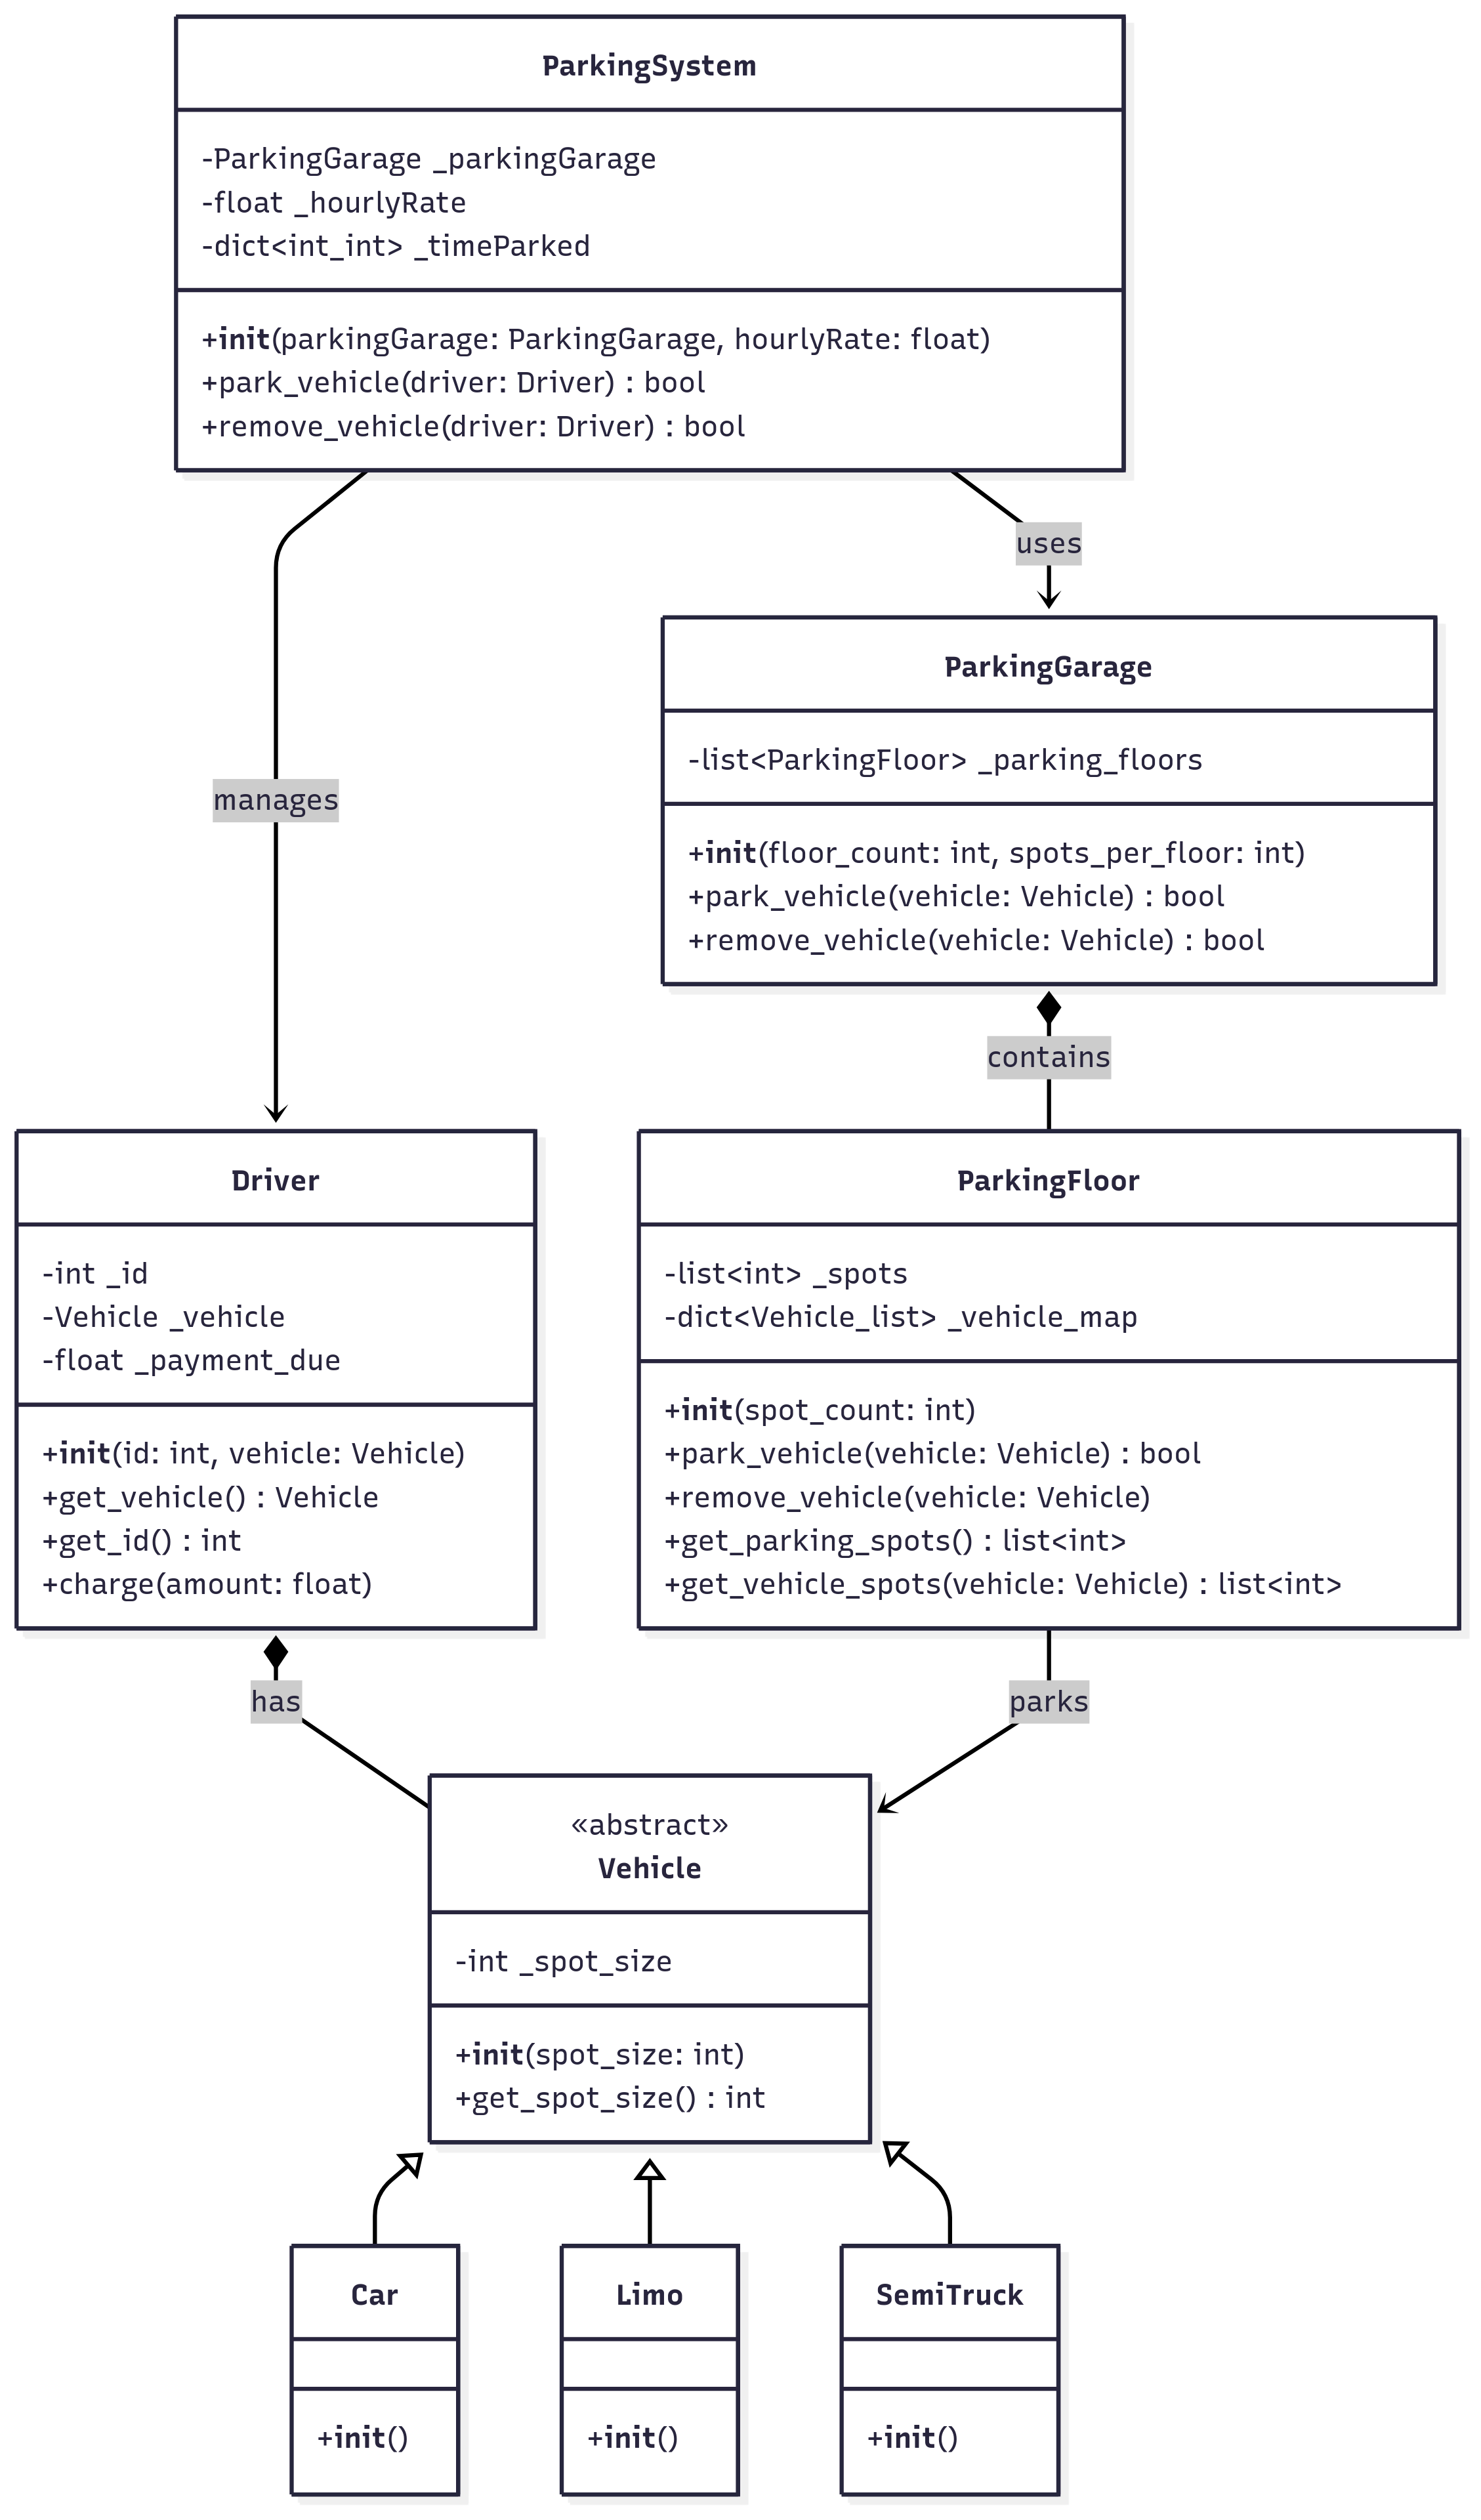 ParkingSystem
-ParkingGarage _parkingGarage
-float _hourlyRate
-dict<int_int> _timeParked
+init(parkingGarage: ParkingGarage, hourlyRate: float)
+park_vehicle(driver: Driver) : bool
+remove_vehicle(driver: Driver) : bool
uses
manages
ParkingGarage
-list<ParkingFloor> _parking_floors
+init(floor_count: int, spots_per_floor: int)
+park_vehicle(vehicle: Vehicle) : bool
+remove_vehicle(vehicle: Vehicle) : bool
contains
Driver
-int _id
-Vehicle _vehicle
-float _payment_due
+init(id: int, vehicle: Vehicle)
+get_vehicle() : Vehicle
+get_id() : int
+charge(amount: float)
ParkingFloor
-list<int> _spots
-dict<Vehicle_list> _vehicle_map
+init(spot_count: int)
+park_vehicle(vehicle: Vehicle) : bool
+remove_vehicle(vehicle: Vehicle)
+get_parking_spots() : list<int>
+get_vehicle_spots(vehicle: Vehicle) : list<int>
has
parks
«abstract»
Vehicle
-int _spot_size
+init(spot_size: int)
+get_spot_size() : int
Car
+init()
Limo
+init()
SemiTruck
+init()